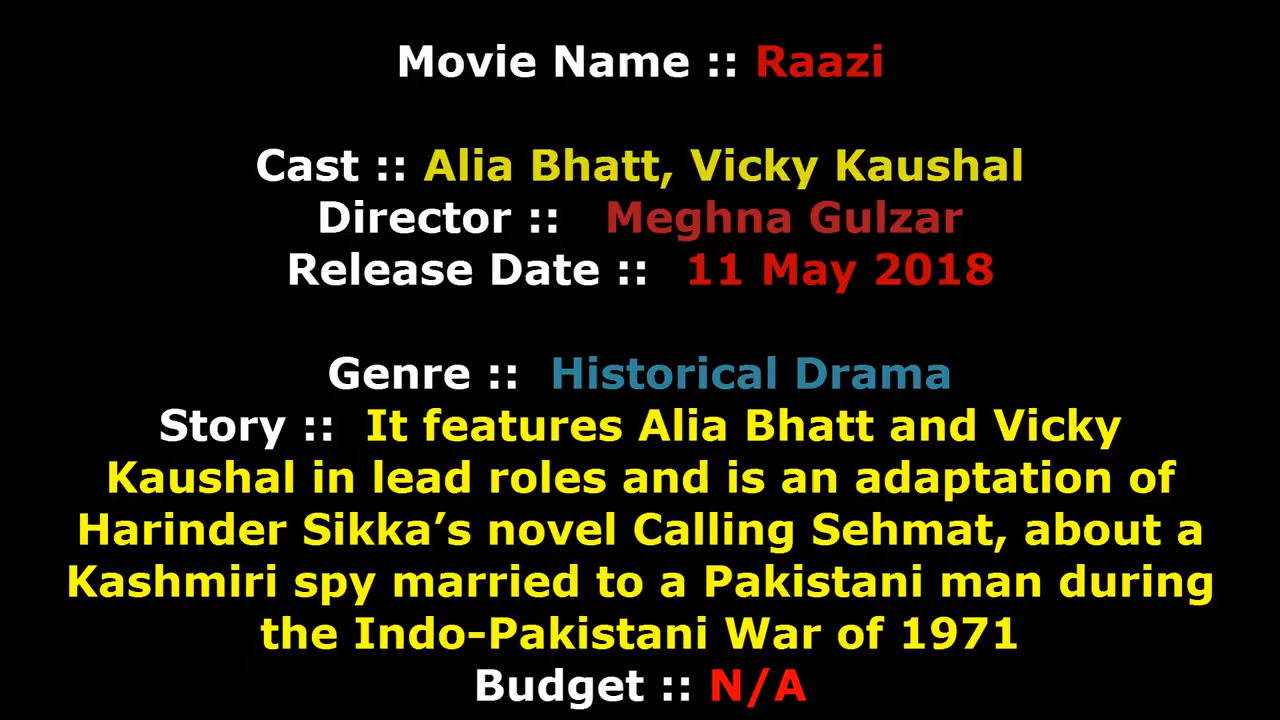 Movie Name :: Raazi
Cast :: Alia Bhatt, Vicky Kaushal
Director :: Meghna Gulzar
Release Date :: 11 May 2018
Genre :: Historical Drama
Story :: It features Alia Bhatt and Vicky
Kaushal in lead roles and is an adaptation of
Harinder Sikka’s novel Calling Sehmat, about a
Kashmiri spy married to a Pakistani man during
the Indo-Pakistani War of 1971
Budget :: N/A